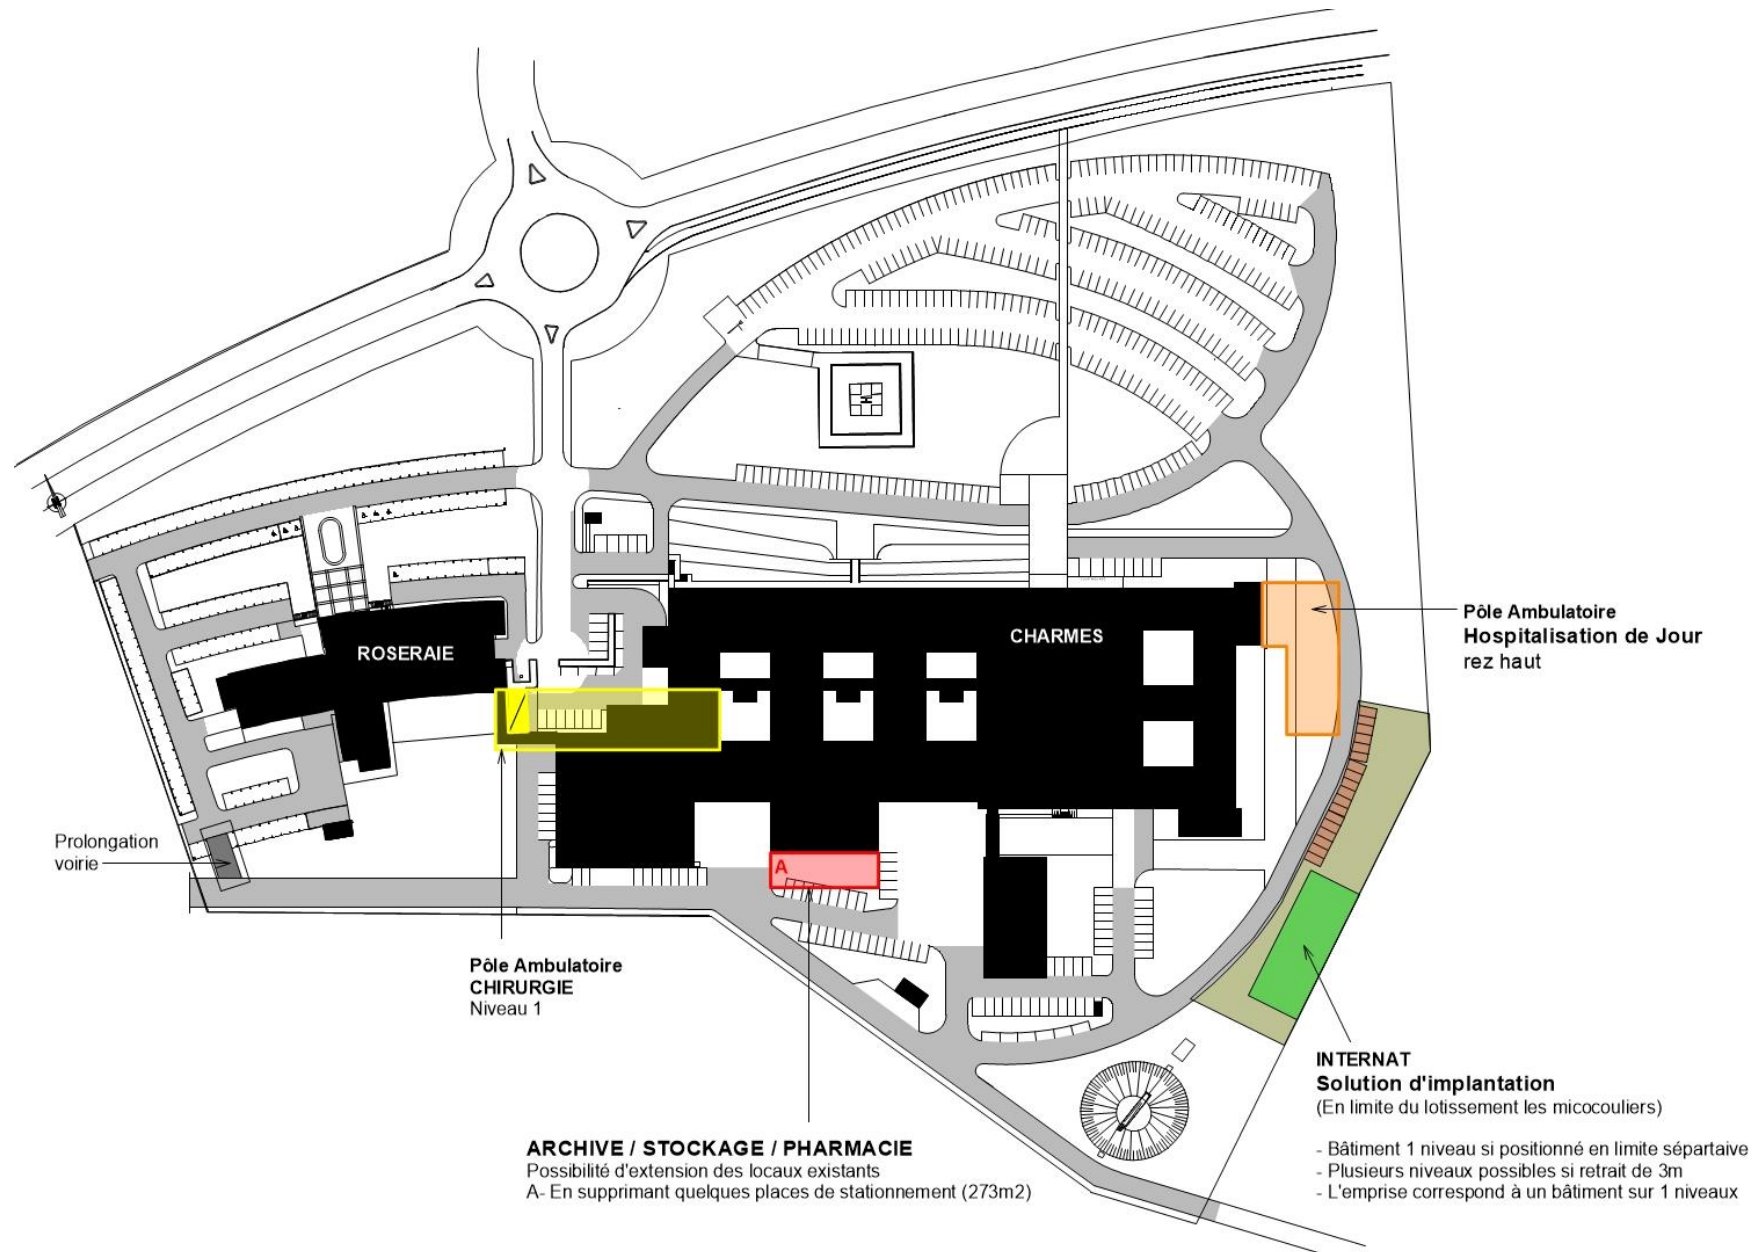 ROSERAIE
CHARMES
Pôle Ambulatoire
Hospitalisation de Jour
rez haut
Prolongation
voirie
A
Pôle Ambulatoire
CHIRURGIE
Niveau 1
ARCHIVE / STOCKAGE / PHARMACIE
Possibilité d'extension des locaux existants
A- En supprimant quelques places de stationnement (273m2)
INTERNAT
Solution d'implantation
(En limite du lotissement les micocouliers)
- Bâtiment 1 niveau si positionné en limite sépartaive
- Plusieurs niveaux possibles si retrait de 3m
- L'emprise correspond à un bâtiment sur 1 niveaux